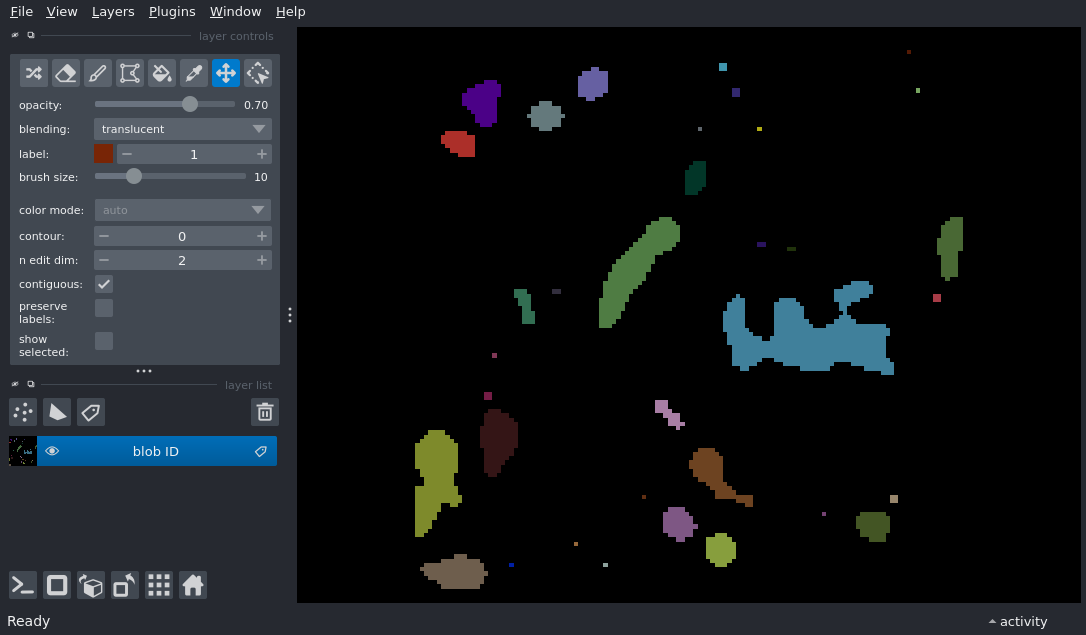 File View Layers Plugins Window Help
layer controls
opacity: 0.70
blending: translucent
label: 1
brush size: 10
color mode: auto
contour: 0
n edit dim: 2
contiguous:
preserve
labels:
show
selected:
layer list
blob ID
Ready
activity